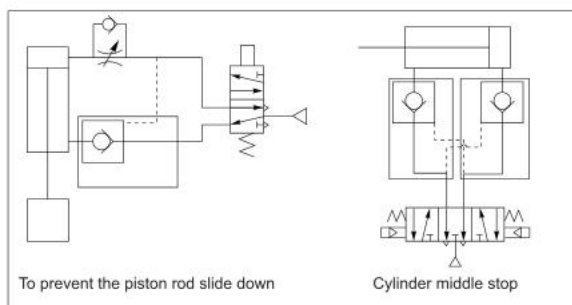 To prevent the piston rod slide down
Cylinder middle stop